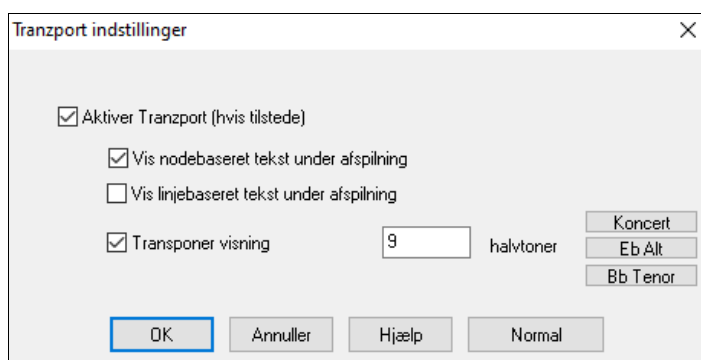 Tranzport indstillinger
Aktiver Tranzport (hvis tilstede)
Vis nodebaseret tekst under afspilning
Vis linjebaseret tekst under afspilning
Transponer visning 9 halvtoner
Koncert
Eb Alt
Bb Tenor
OK Annuller Hjælp Normal